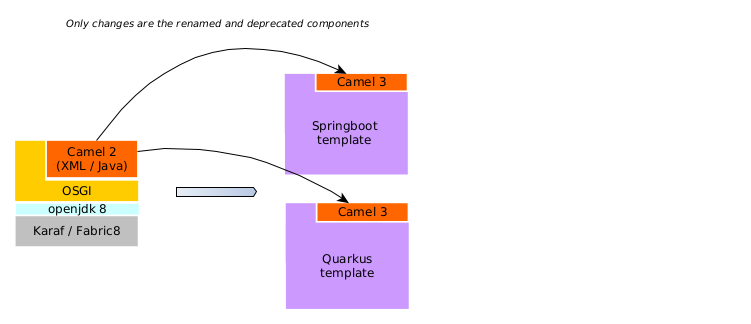 Only changes are the renamed and deprecated components
Camel 3
Springboot
template
Camel 2
(XML / Java)
OSGI
openjdk 8
Karaf / Fabric8
Camel 3
Quarkus
template